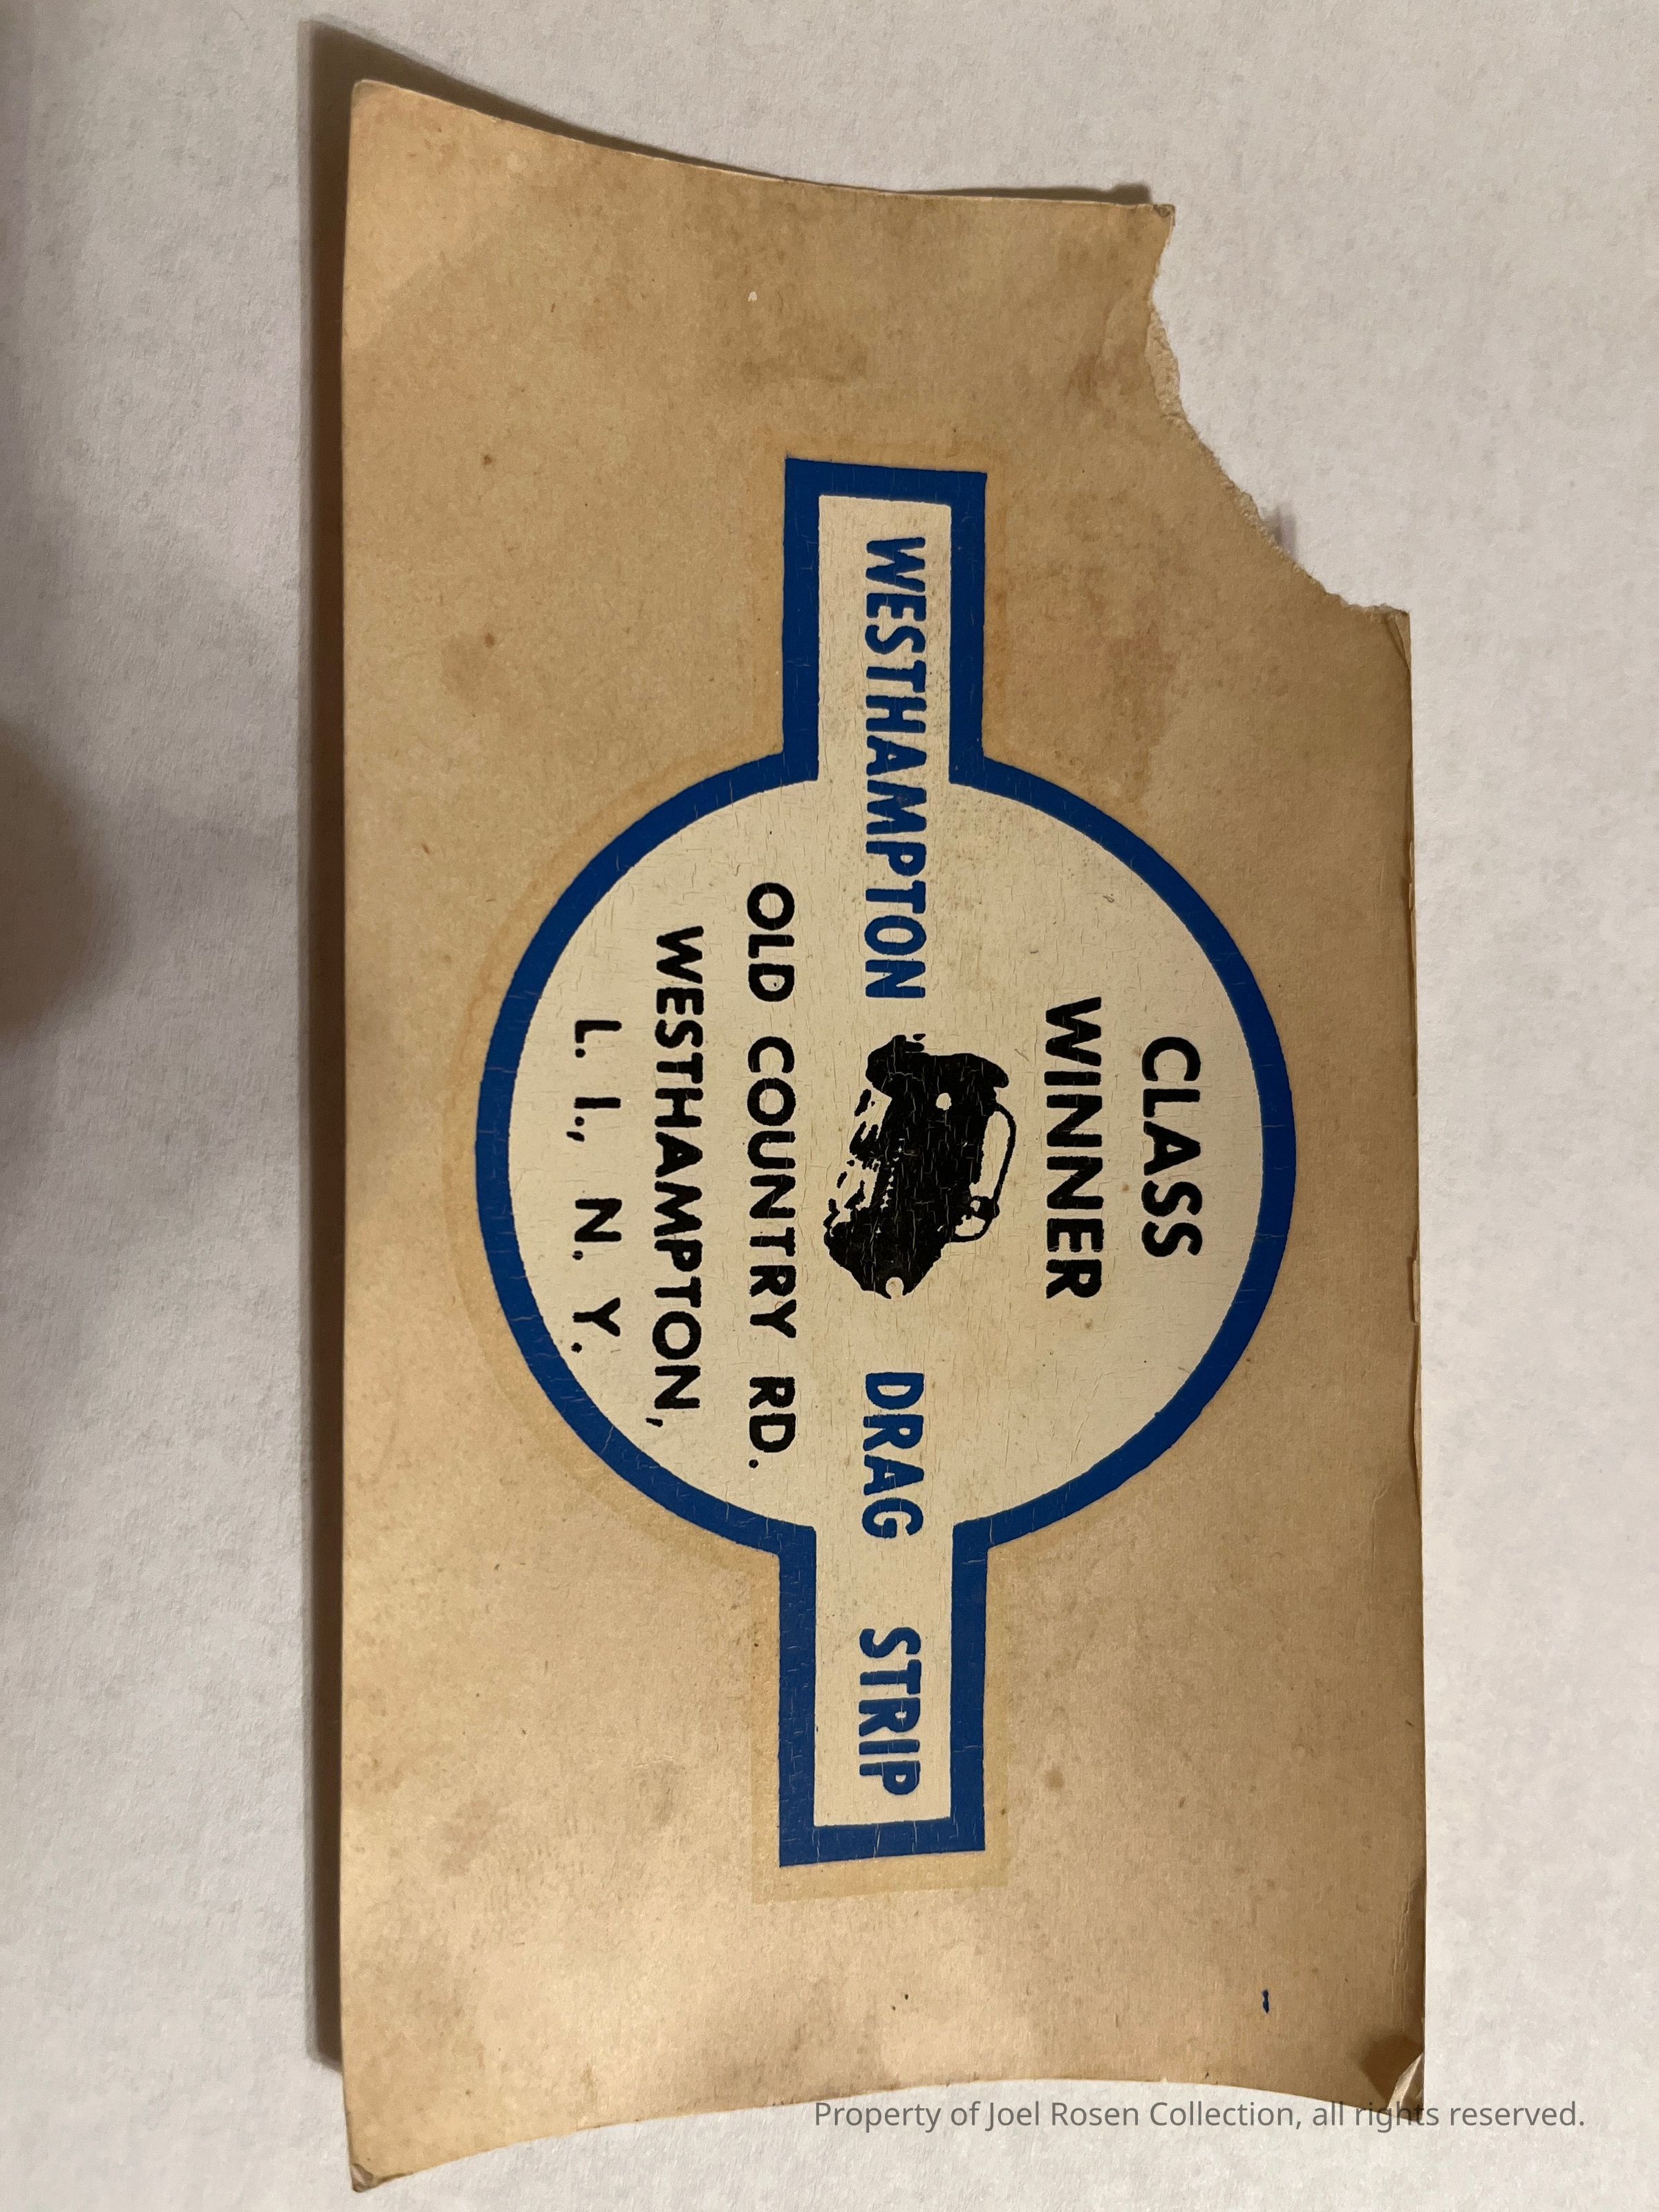 CLASS
WINNER
WESTHAMPTON DRAG STRIP
OLD COUNTRY RD.
WESTHAMPTON,
L. I., N. Y.
Property of Joel Rosen Collection, all rights reserved.